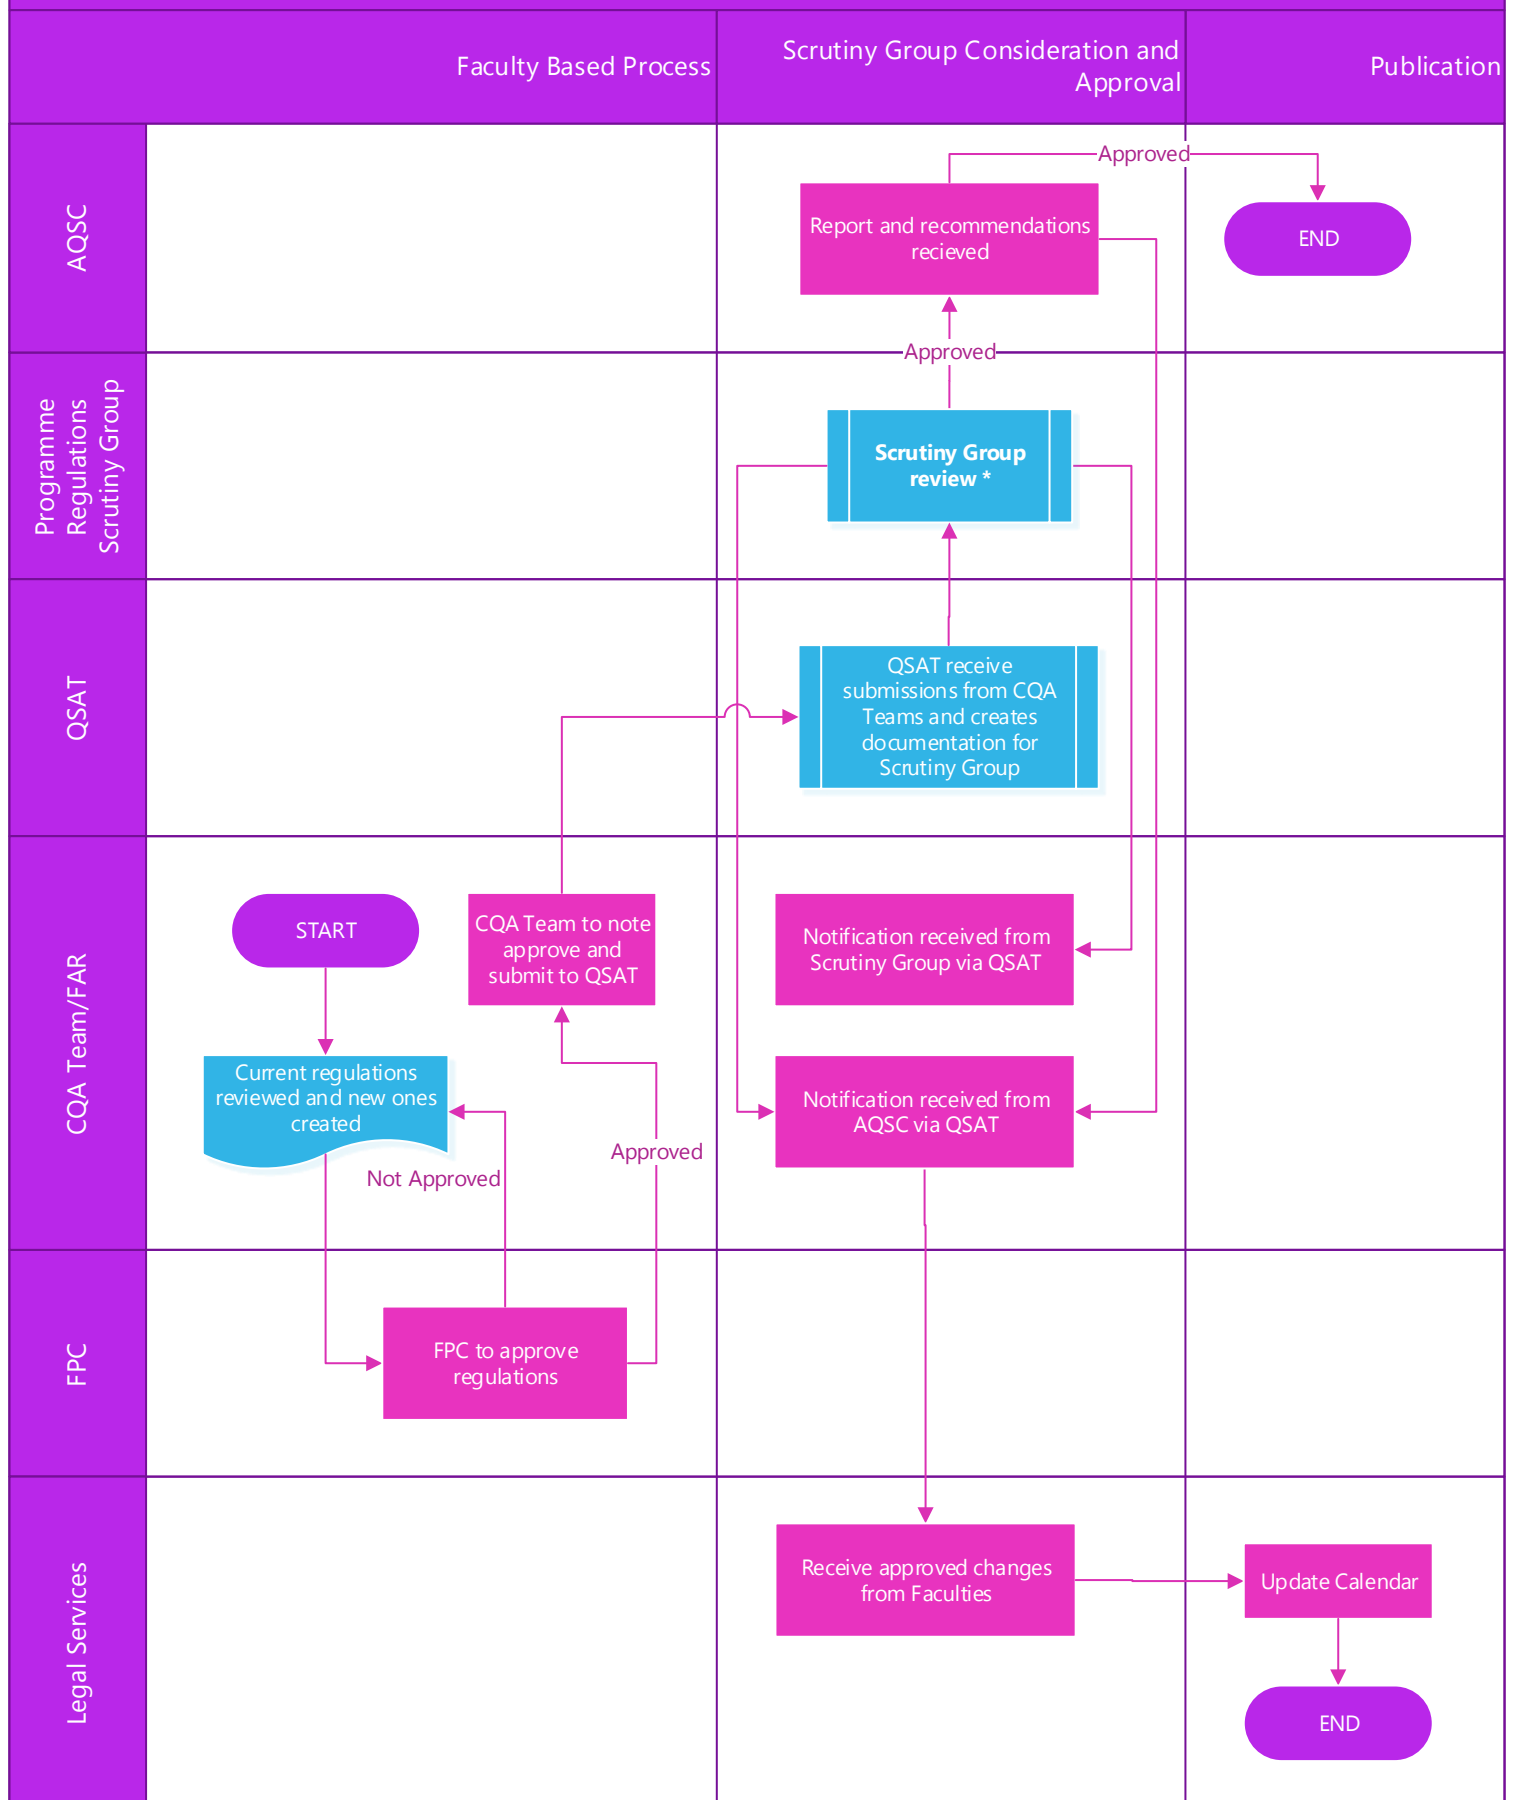 Faculty Based Process
Scrutiny Group Consideration and
Approval
Publication
AQSC
Approved
Report and recommendations
recieved
END
Approved
Programme
Regulations
Scrutiny Group
Scrutiny Group
review *
QSAT
QSAT receive
submissions from CQA
Teams and creates
documentation for
Scrutiny Group
CQA Team/FAR
START
CQA Team to note
approve and
submit to QSAT
Notification received from
Scrutiny Group via QSAT
Current regulations
reviewed and new ones
created
Notification received from
AQSC via QSAT
Approved
Not Approved
FPC
FPC to approve
regulations
Legal Services
Receive approved changes
from Faculties
Update Calendar
END